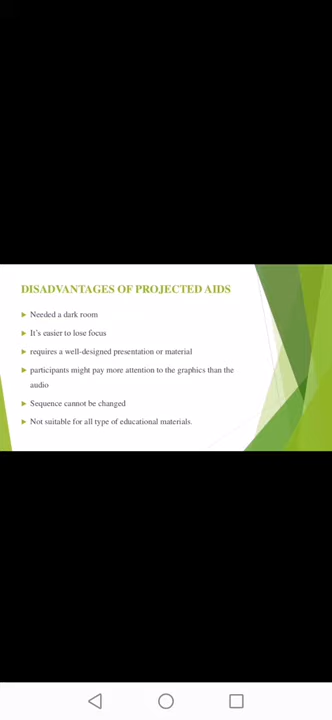 DISADVANTAGES OF PROJECTED AIDS
Needed a dark room
It's easier to lose focus
requires a well-designed presentation or material
participants might pay more attention to the graphics than the
audio
Sequence cannot be changed
Not suitable for all type of educational materials.